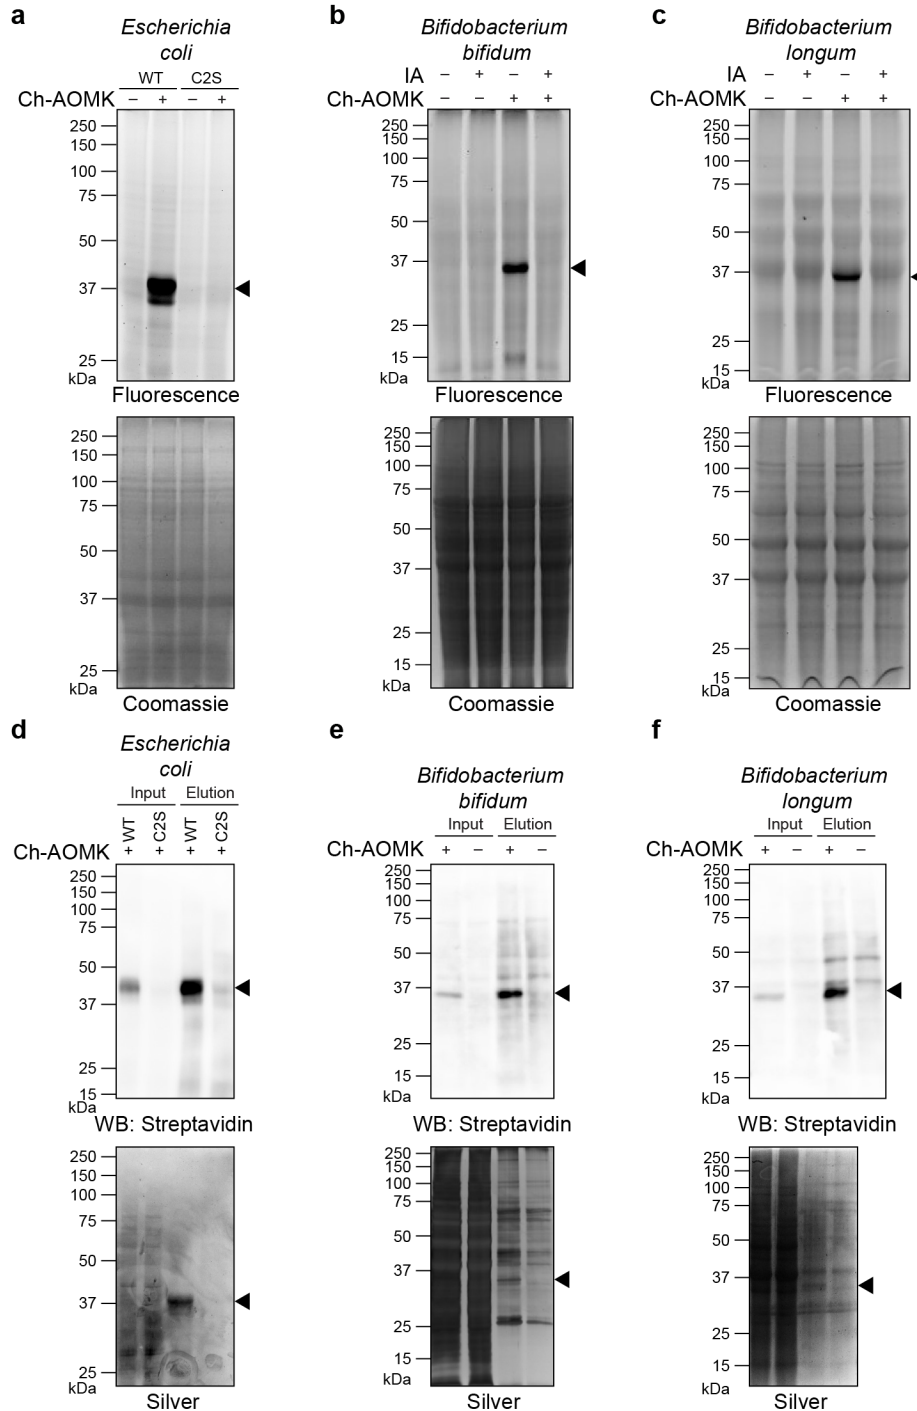 a
Escherichia
coli
WT C2S
Ch-AOMK – + – +
250
150
100
75
50
37
25
kDa
Fluorescence
250
150
100
75
50
37
25
kDa
Coomassie
b
Bifidobacterium
bifidum
IA – + – +
Ch-AOMK – – + +
250
150
100
75
50
37
25
15
kDa
Fluorescence
250
150
100
75
50
37
25
15
kDa
Coomassie
c
Bifidobacterium
longum
IA – + – +
Ch-AOMK – – + +
250
150
100
75
50
37
25
15
kDa
Fluorescence
250
150
100
75
50
37
25
15
kDa
Coomassie
d
Escherichia
coli
Input Elution
WT C2S WT C2S
Ch-AOMK + + + +
250
150
100
75
50
37
25
15
kDa
WB: Streptavidin
250
150
100
75
50
37
25
kDa
Silver
e
Bifidobacterium
bifidum
Input Elution
Ch-AOMK + – + –
250
150
100
75
50
37
25
15
kDa
WB: Streptavidin
250
150
100
75
50
37
25
15
kDa
Silver
f
Bifidobacterium
longum
Input Elution
Ch-AOMK + – + –
250
150
100
75
50
37
25
15
kDa
WB: Streptavidin
250
150
100
75
50
37
25
15
kDa
Silver